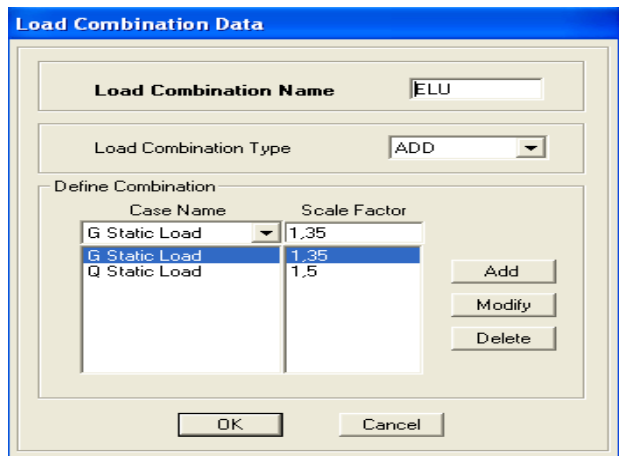 Load Combination Data
Load Combination Name ELU
Load Combination Type ADD
Define Combination
Case Name Scale Factor
G Static Load 1,35
G Static Load 1,35
Q Static Load 1,5
Add
Modify
Delete
OK Cancel